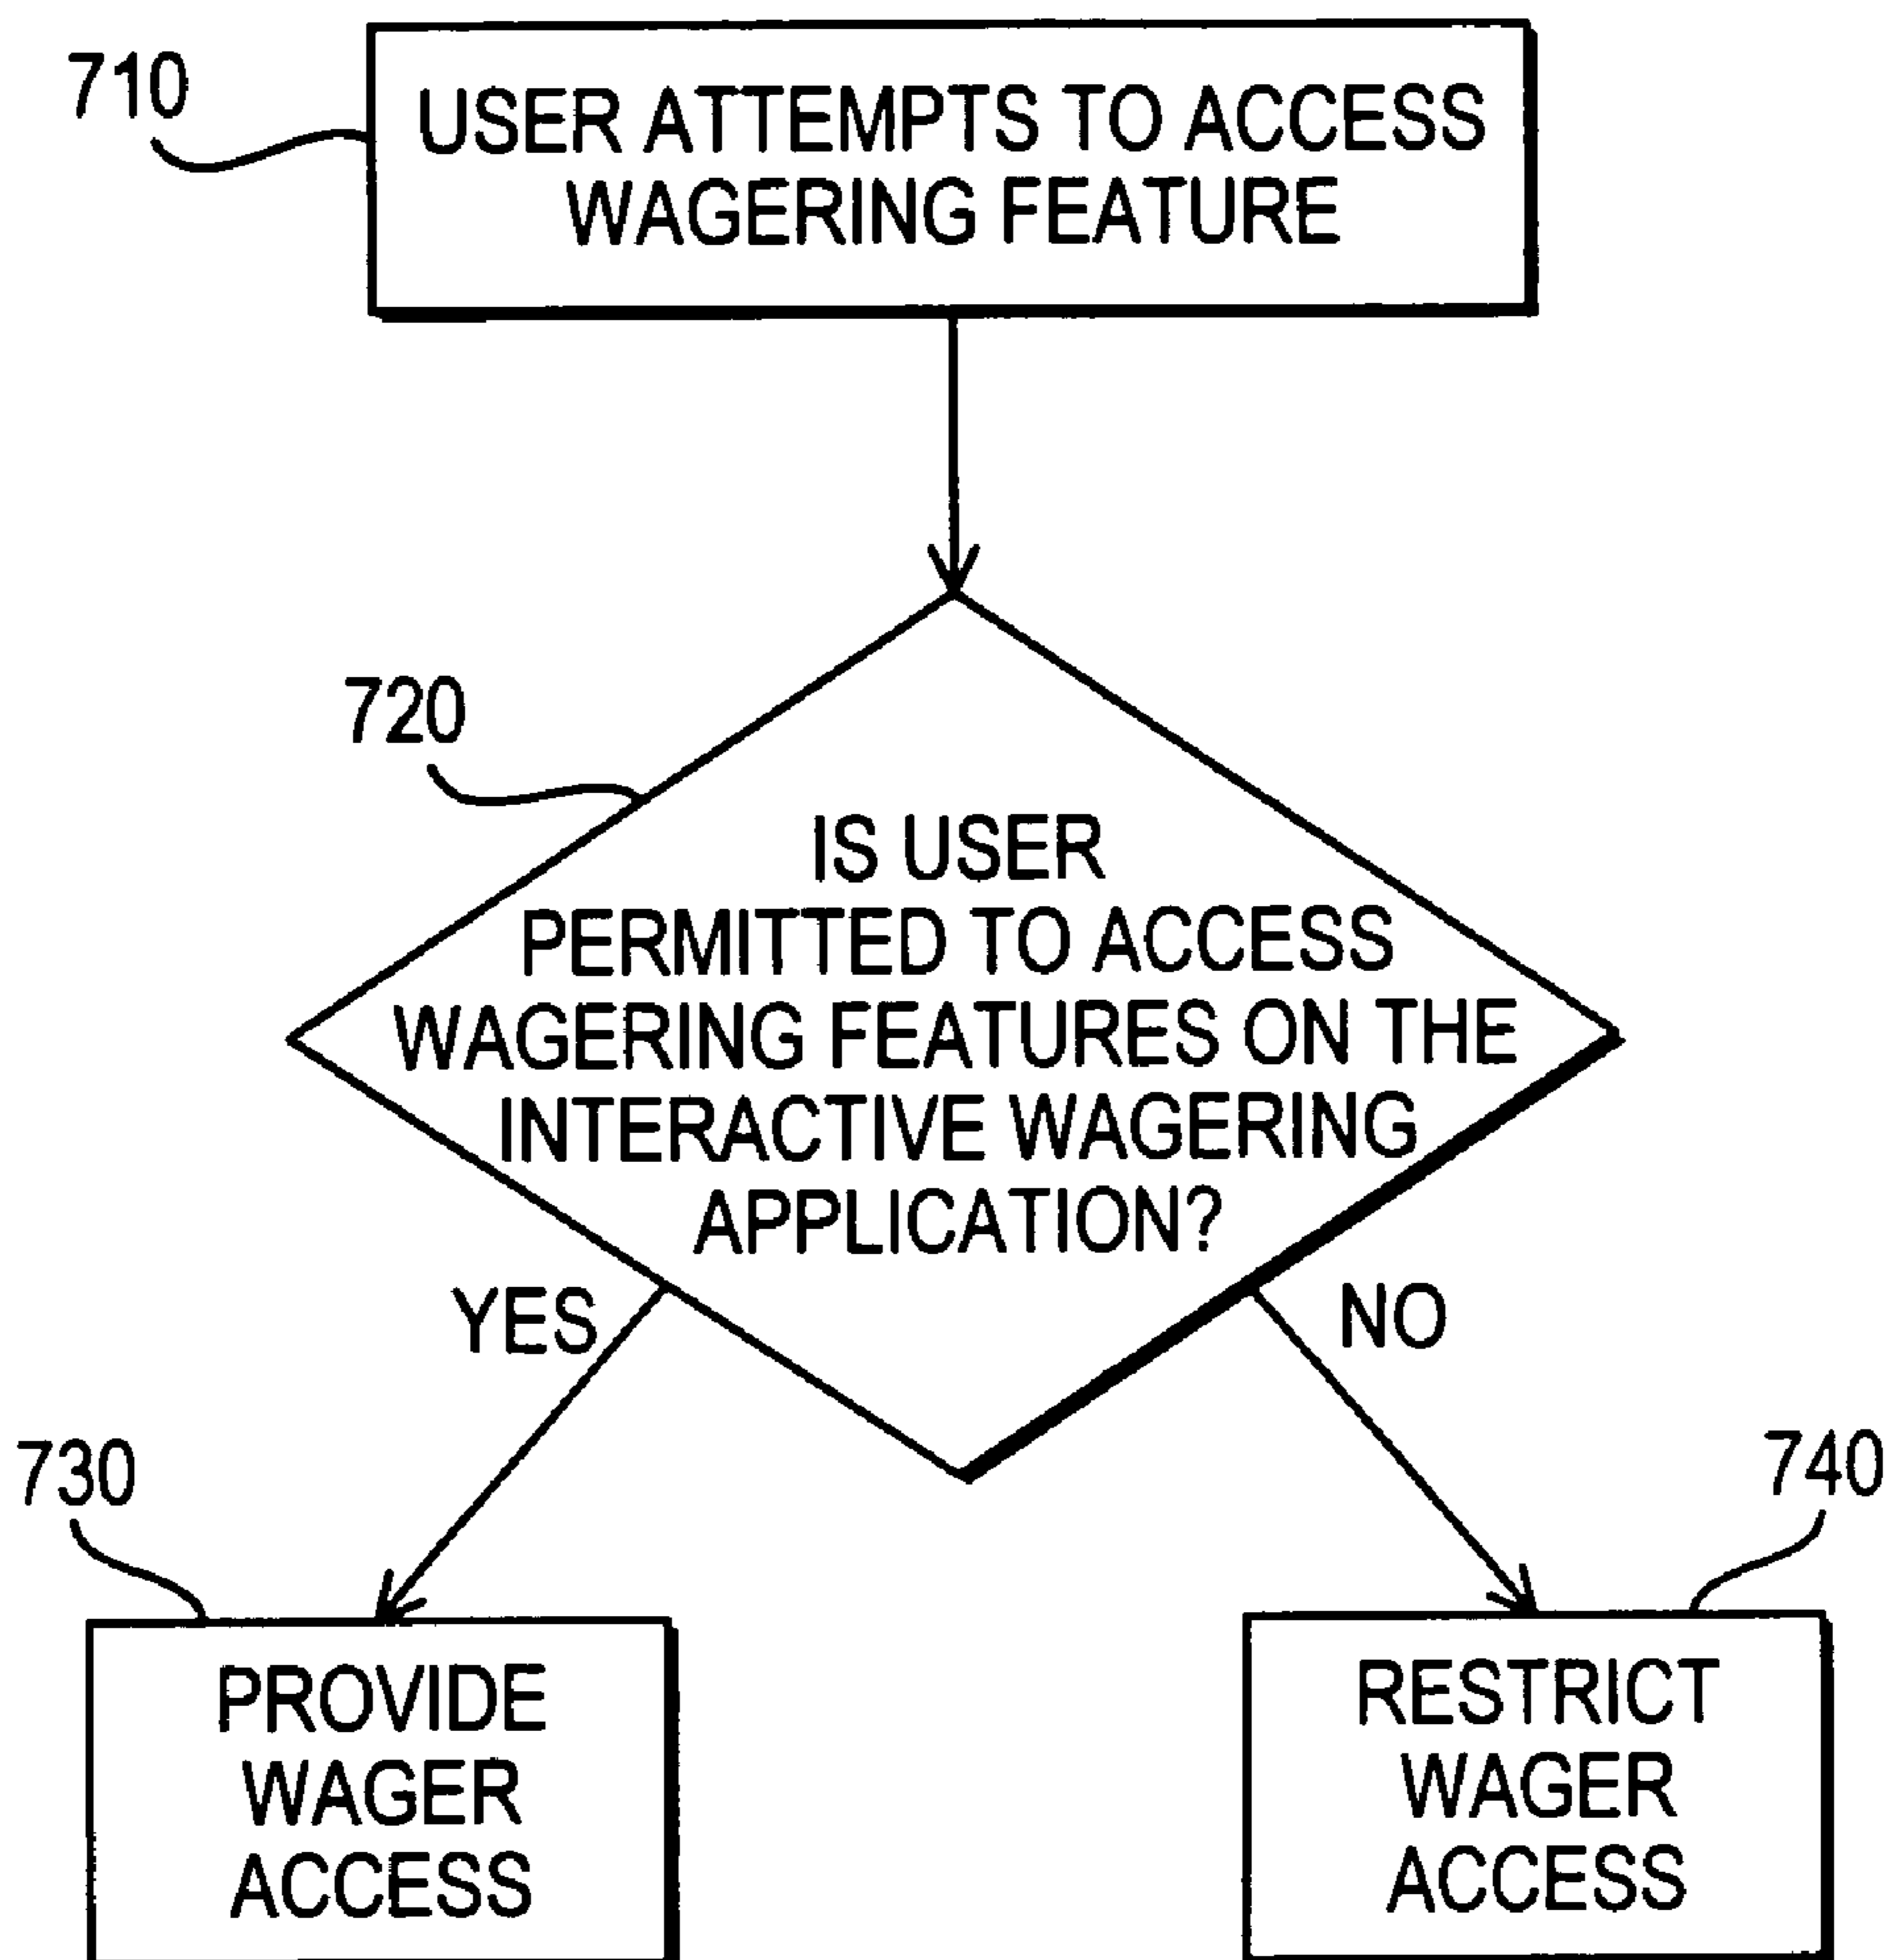 710
USER ATTEMPTS TO ACCESS
WAGERING FEATURE
720
IS USER
PERMITTED TO ACCESS
WAGERING FEATURES ON THE
INTERACTIVE WAGERING
APPLICATION?
YES
NO
730
PROVIDE
WAGER
ACCESS
740
RESTRICT
WAGER
ACCESS